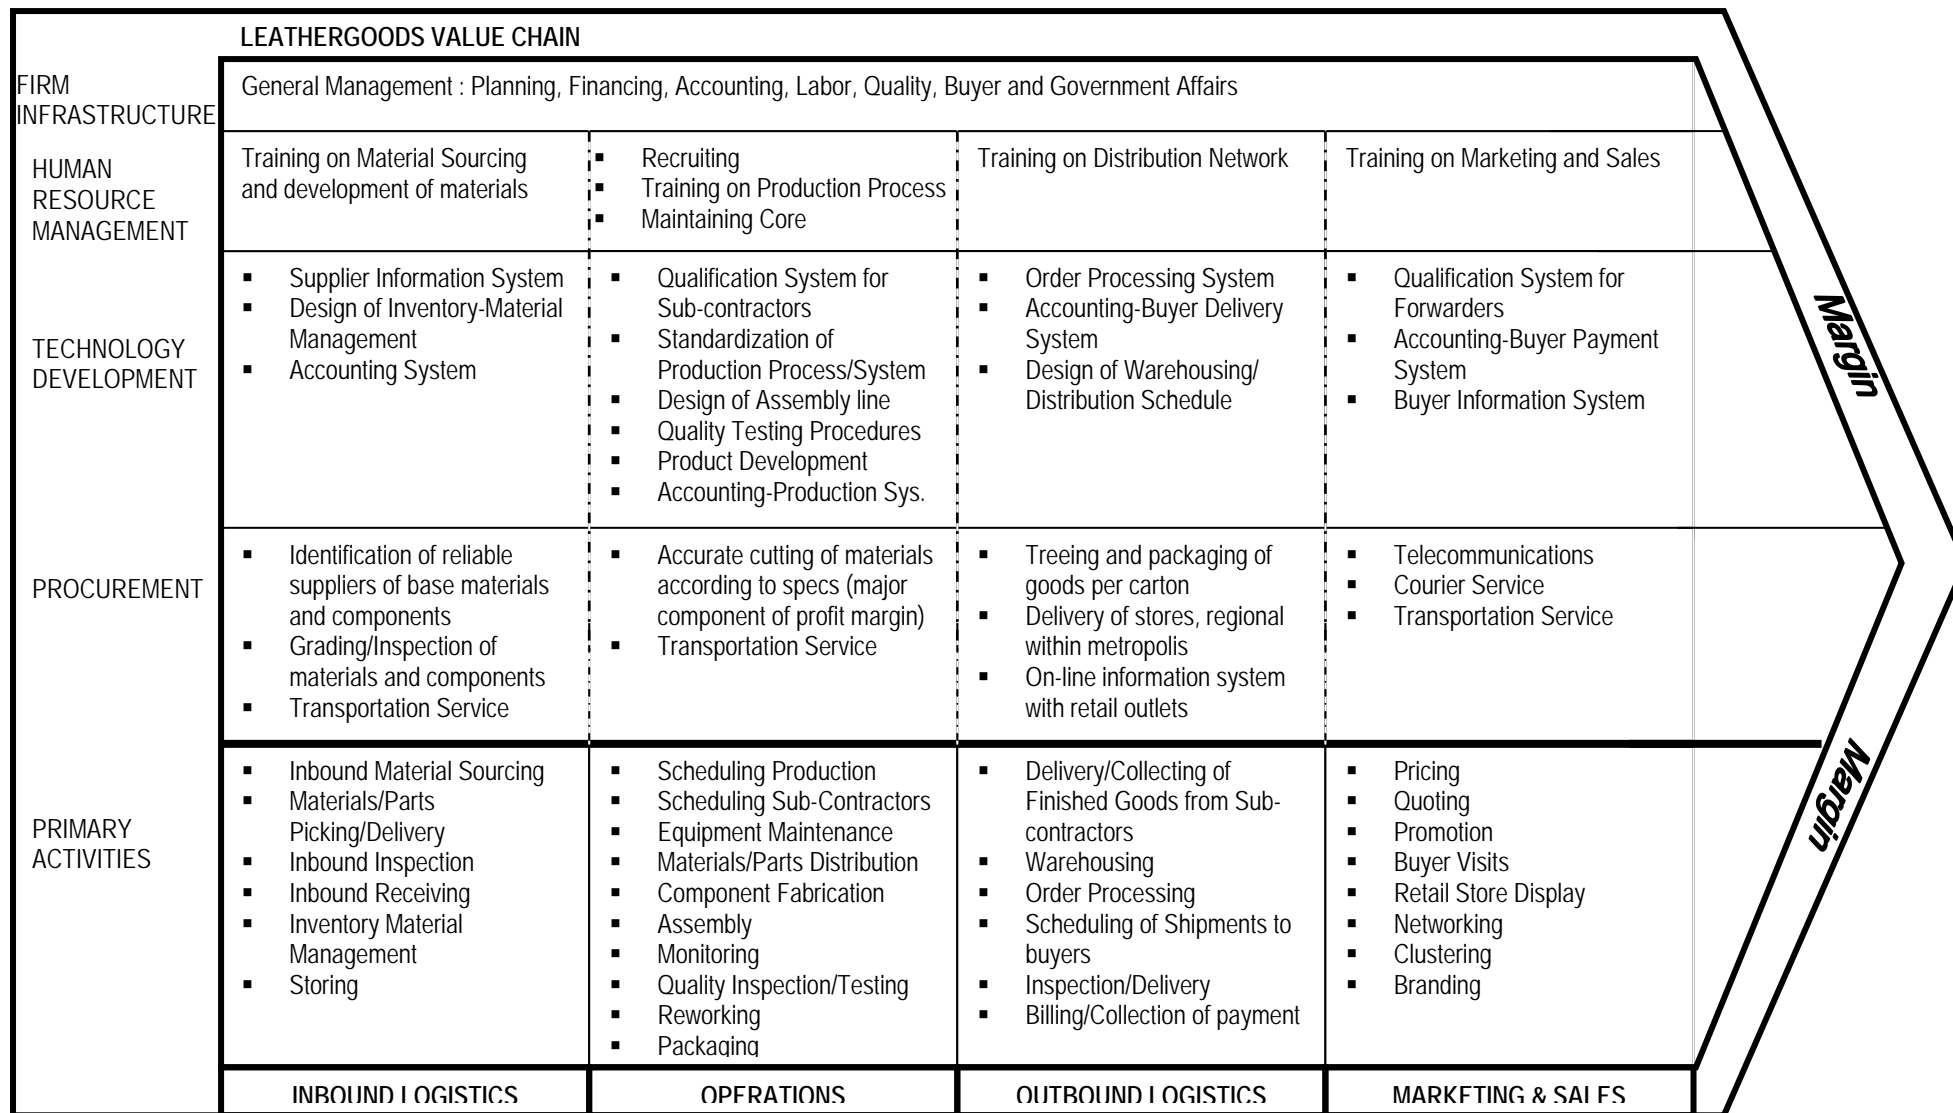 LEATHERGOODS VALUE CHAIN
FIRM
INFRASTRUCTURE
General Management : Planning, Financing, Accounting, Labor, Quality, Buyer and Government Affairs
HUMAN
RESOURCE
MANAGEMENT
Training on Material Sourcing
and development of materials
▪ Recruiting
▪ Training on Production Process
▪ Maintaining Core
Training on Distribution Network
Training on Marketing and Sales
TECHNOLOGY
DEVELOPMENT
▪ Supplier Information System
▪ Design of Inventory-Material
Management
▪ Accounting System
▪ Qualification System for
Sub-contractors
▪ Standardization of
Production Process/System
▪ Design of Assembly line
▪ Quality Testing Procedures
▪ Product Development
▪ Accounting-Production Sys.
▪ Order Processing System
▪ Accounting-Buyer Delivery
System
▪ Design of Warehousing/
Distribution Schedule
▪ Qualification System for
Forwarders
▪ Accounting-Buyer Payment
System
▪ Buyer Information System
Margin
PROCUREMENT
▪ Identification of reliable
suppliers of base materials
and components
▪ Grading/Inspection of
materials and components
▪ Transportation Service
▪ Accurate cutting of materials
according to specs (major
component of profit margin)
▪ Transportation Service
▪ Treeing and packaging of
goods per carton
▪ Delivery of stores, regional
within metropolis
▪ On-line information system
with retail outlets
▪ Telecommunications
▪ Courier Service
▪ Transportation Service
PRIMARY
ACTIVITIES
▪ Inbound Material Sourcing
▪ Materials/Parts
Picking/Delivery
▪ Inbound Inspection
▪ Inbound Receiving
▪ Inventory Material
Management
▪ Storing
▪ Scheduling Production
▪ Scheduling Sub-Contractors
▪ Equipment Maintenance
▪ Materials/Parts Distribution
▪ Component Fabrication
▪ Assembly
▪ Monitoring
▪ Quality Inspection/Testing
▪ Reworking
▪ Packaging
▪ Delivery/Collecting of
Finished Goods from Sub-
contractors
▪ Warehousing
▪ Order Processing
▪ Scheduling of Shipments to
buyers
▪ Inspection/Delivery
▪ Billing/Collection of payment
▪ Pricing
▪ Quoting
▪ Promotion
▪ Buyer Visits
▪ Retail Store Display
▪ Networking
▪ Clustering
▪ Branding
Margin
INBOUND LOGISTICS
OPERATIONS
OUTBOUND LOGISTICS
MARKETING & SALES